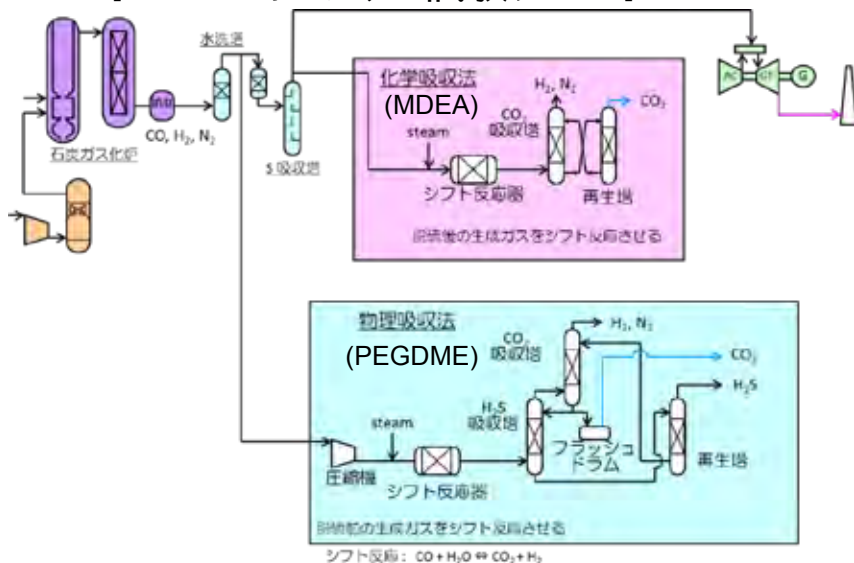 水洗塔
CO, H₂, N₂
石炭ガス化炉
S 吸収塔
AC
GT
G
化学吸収法
(MDEA)
H₂, N₂
CO₂
吸収塔
CO₂
steam
シフト反応器
再生塔
脱硫後の生成ガスをシフト反応させる
物理吸収法
(PEGDME)
CO₂
吸収塔
H₂, N₂
CO₂
H₂S
H₂S
吸収塔
steam
フラッシュ
ドラム
圧縮機
シフト反応器
再生塔
脱硫前の生成ガスをシフト反応させる
シフト反応： CO + H₂O ⇔ CO₂ + H₂